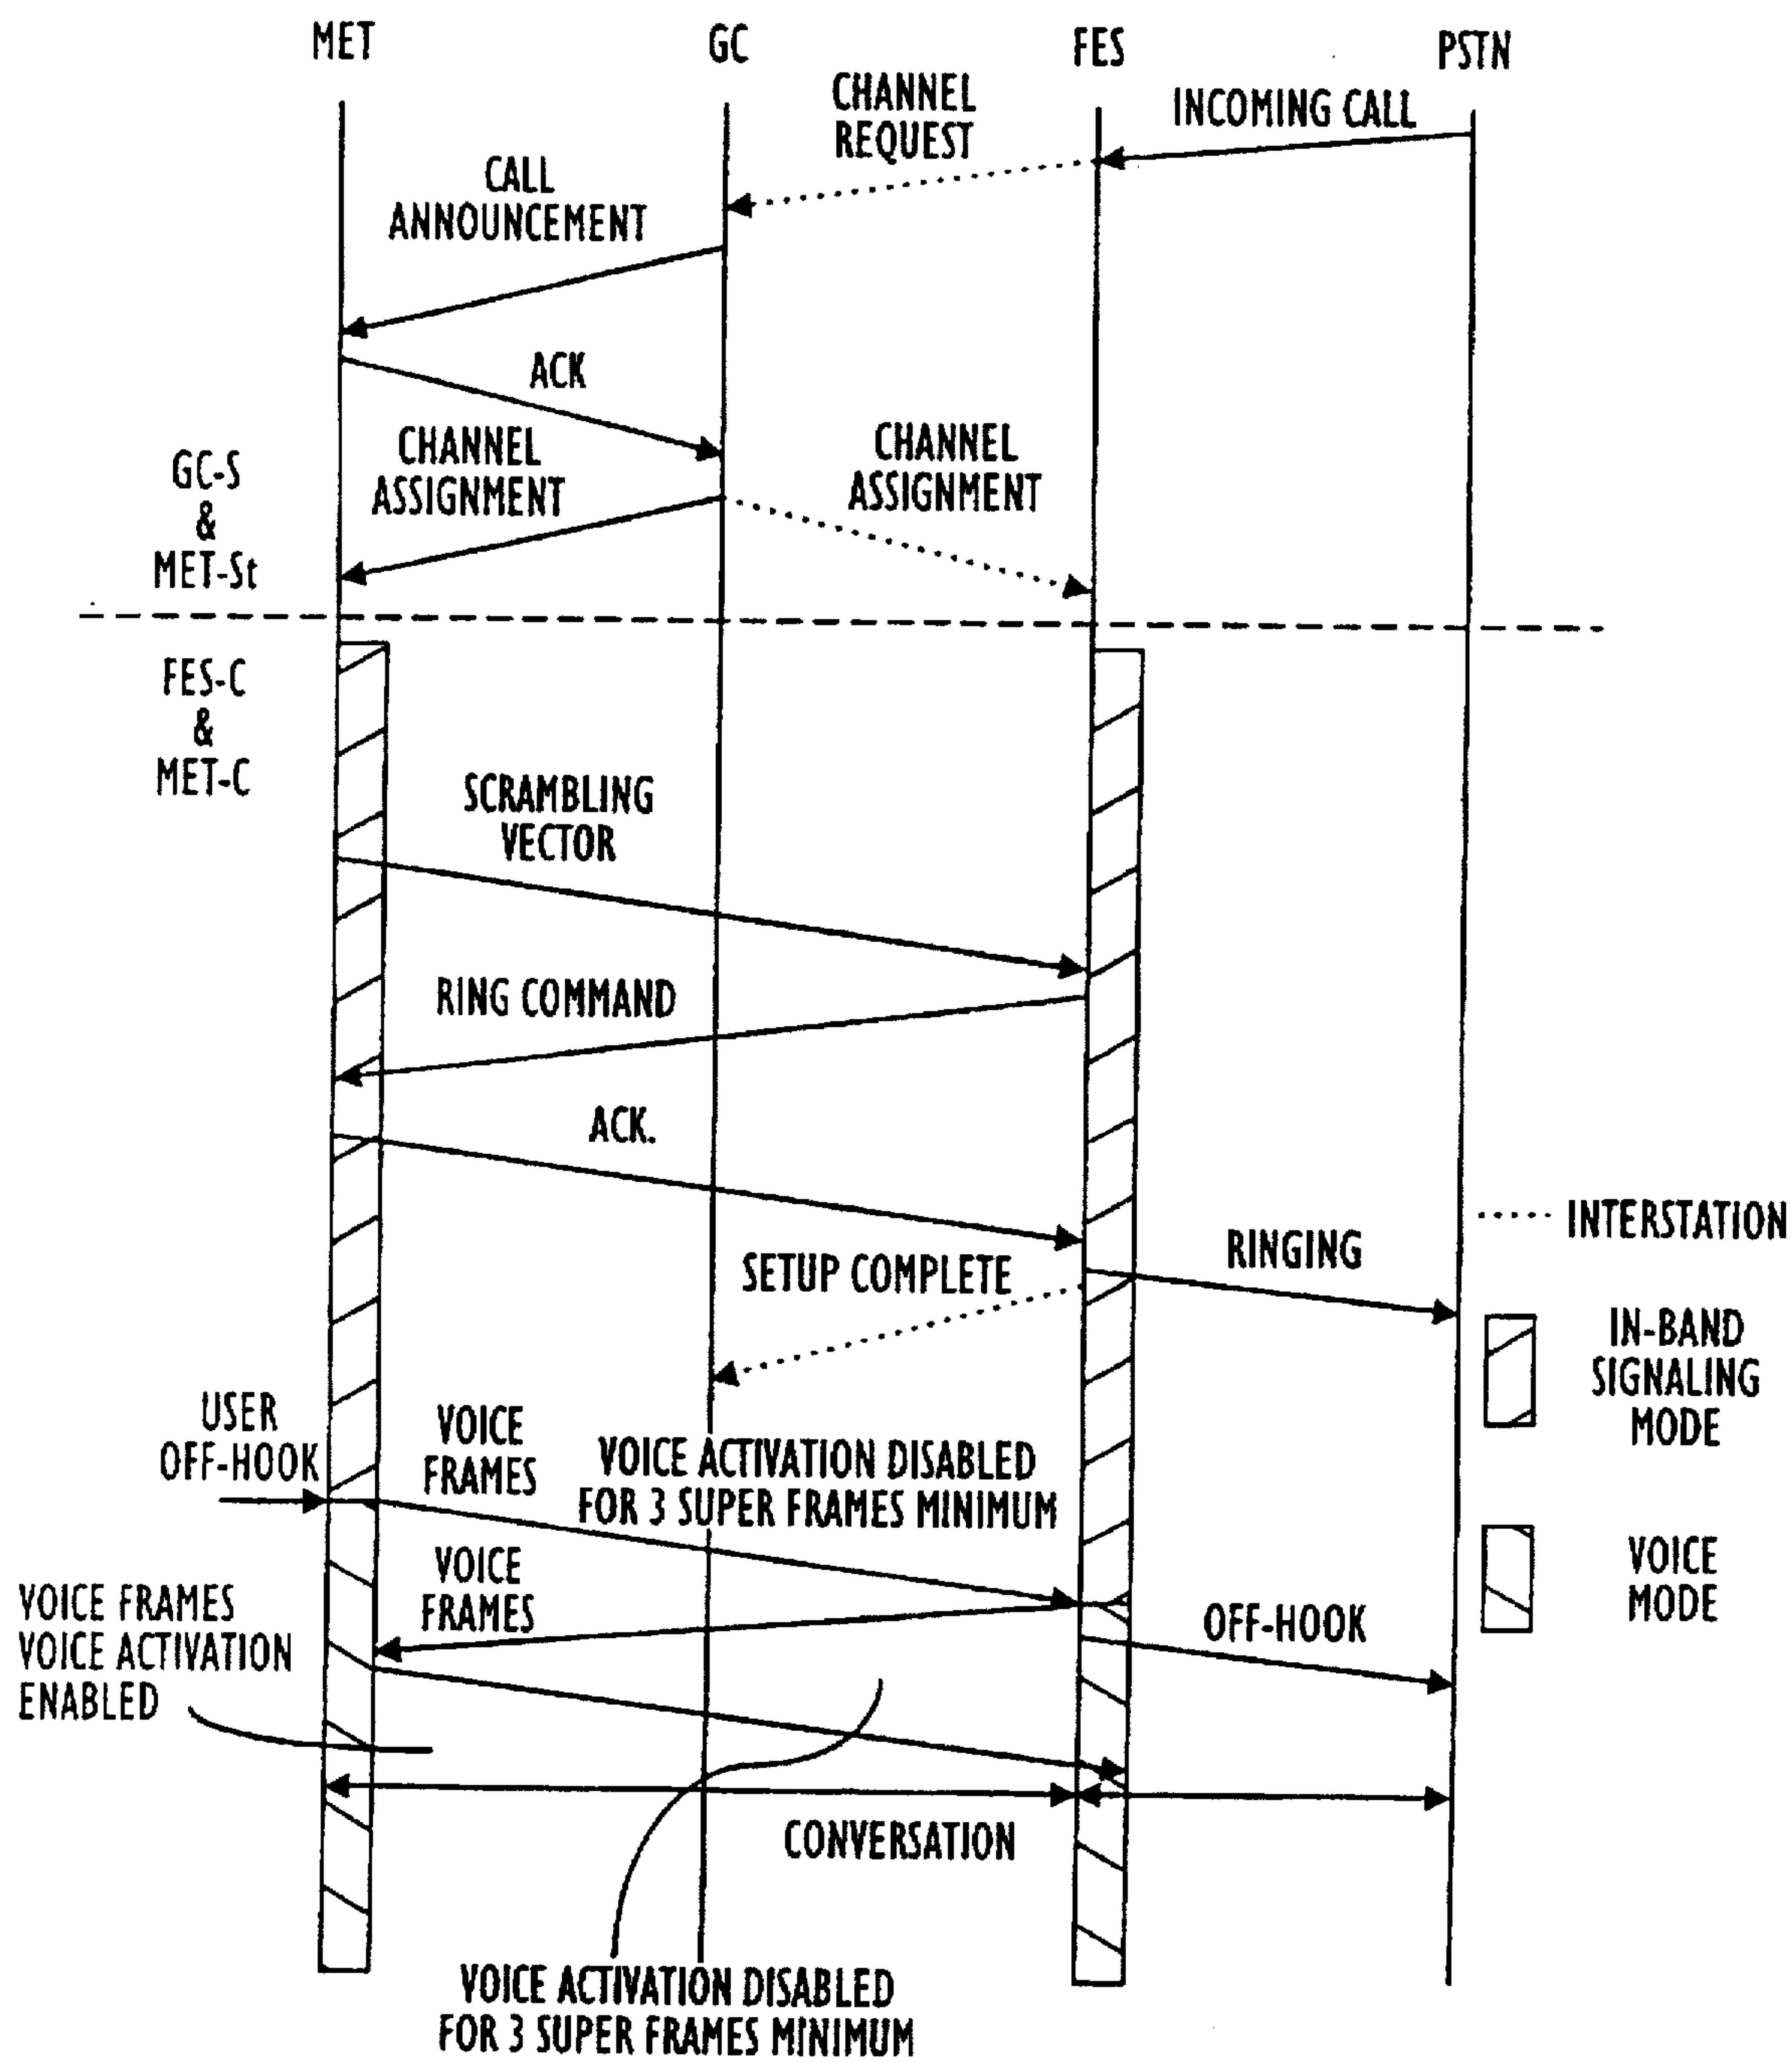 MET
GC
FES
PSTN
CHANNEL
REQUEST
INCOMING CALL
CALL
ANNOUNCEMENT
ACK
GC-S
&
MET-St
CHANNEL
ASSIGNMENT
CHANNEL
ASSIGNMENT
FES-C
&
MET-C
SCRAMBLING
VECTOR
RING COMMAND
ACK.
INTERSTATION
SETUP COMPLETE
RINGING
IN-BAND
SIGNALING
MODE
USER
OFF-HOOK
VOICE
FRAMES
VOICE ACTIVATION DISABLED
FOR 3 SUPER FRAMES MINIMUM
VOICE
FRAMES
VOICE
MODE
VOICE FRAMES
VOICE ACTIVATION
ENABLED
OFF-HOOK
CONVERSATION
VOICE ACTIVATION DISABLED
FOR 3 SUPER FRAMES MINIMUM